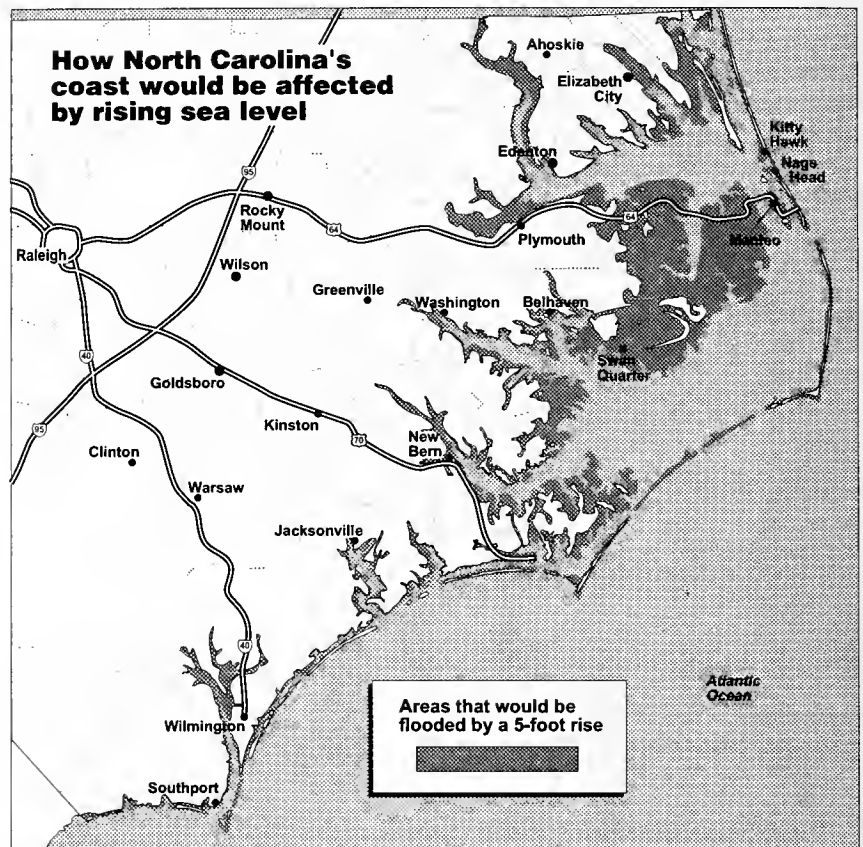 How North Carolina's
coast would be affected
by rising sea level
Ahoskie
Elizabeth
City
Kitty
Hawk
Edenton
Nags
Head
95
Rocky
Mount
64
64
Raleigh
Plymouth
Manteo
Wilson
Greenville
Washington
Belhaven
40
Swan
Quarter
Goldsboro
Kinston
95
70
New
Bern
Clinton
Warsaw
Jacksonville
40
Atlantic
Ocean
Areas that would be
flooded by a 5-foot rise
Wilmington
Southport